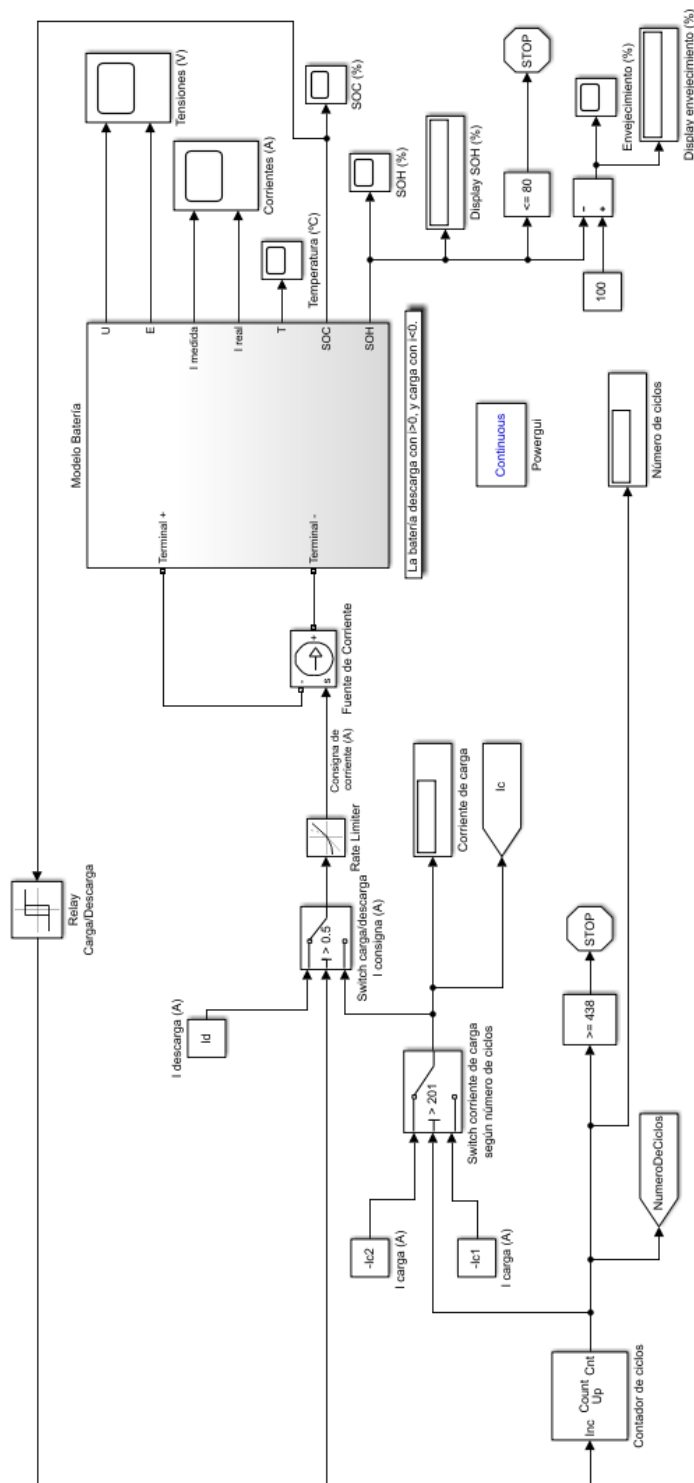 Relay
Carga/Descarga
Modelo Batería
Terminal +
Terminal -
U
E
I medida
I real
T
SOC
SOH
Tensiones (V)
Corrientes (A)
Temperatura (ºC)
SOC (%)
SOH (%)
Display SOH (%)
<= 80
STOP
100
-
+
Envejecimiento (%)
Display envejecimiento (%)
La batería descarga con i>0, y carga con i<0.
Continuous
Powergui
I descarga (A)
Id
> 0.5
Switch carga/descarga
I consigna (A)
Rate Limiter
Consigna de
corriente (A)
-
+
s
Fuente de Corriente
-Ic2
I carga (A)
-Ic1
I carga (A)
> 201
Switch corriente de carga
según número de ciclos
Corriente de carga
Ic
Inc
Count
Up
Cnt
Contador de ciclos
NumeroDeCiclos
>= 438
STOP
Número de ciclos